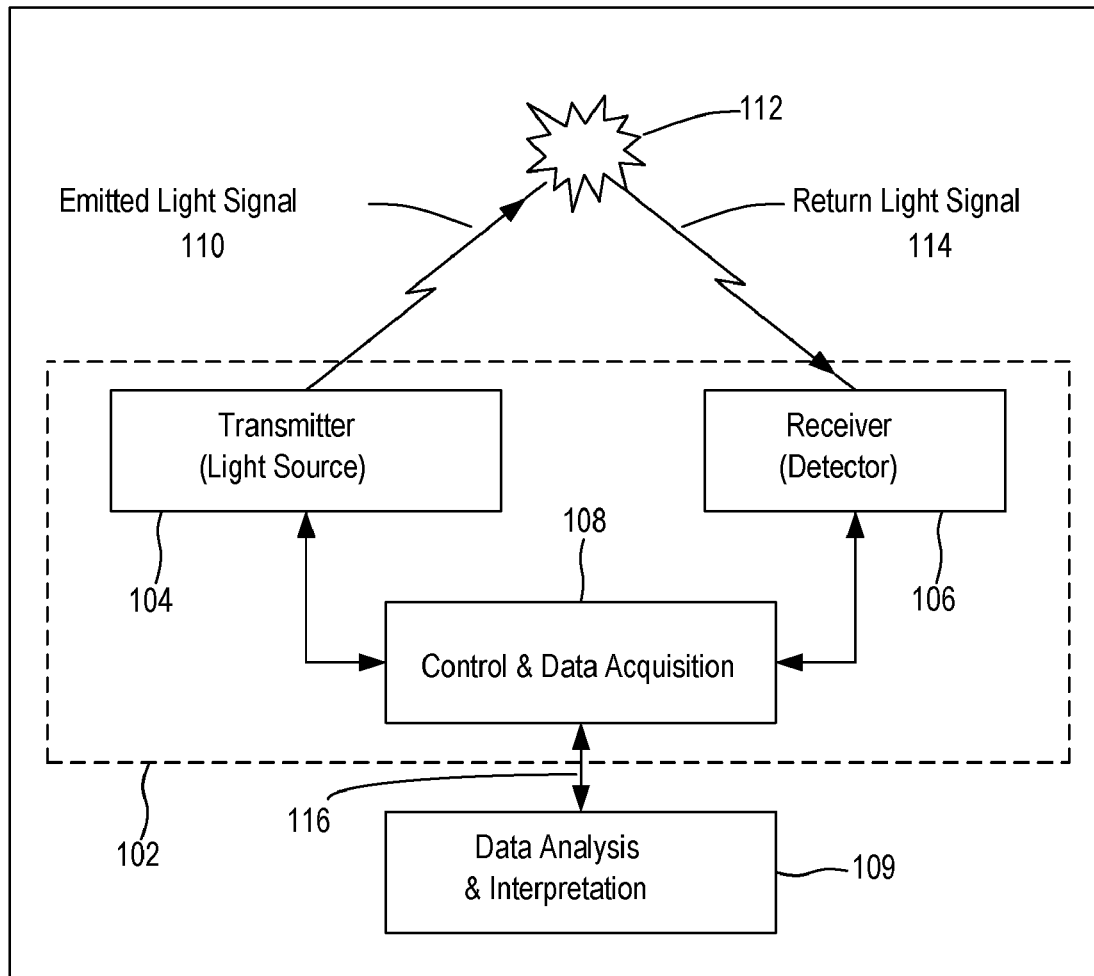 112
Emitted Light Signal
110
Return Light Signal
114
Transmitter
(Light Source)
Receiver
(Detector)
104
108
106
Control & Data Acquisition
116
102
Data Analysis
& Interpretation
109